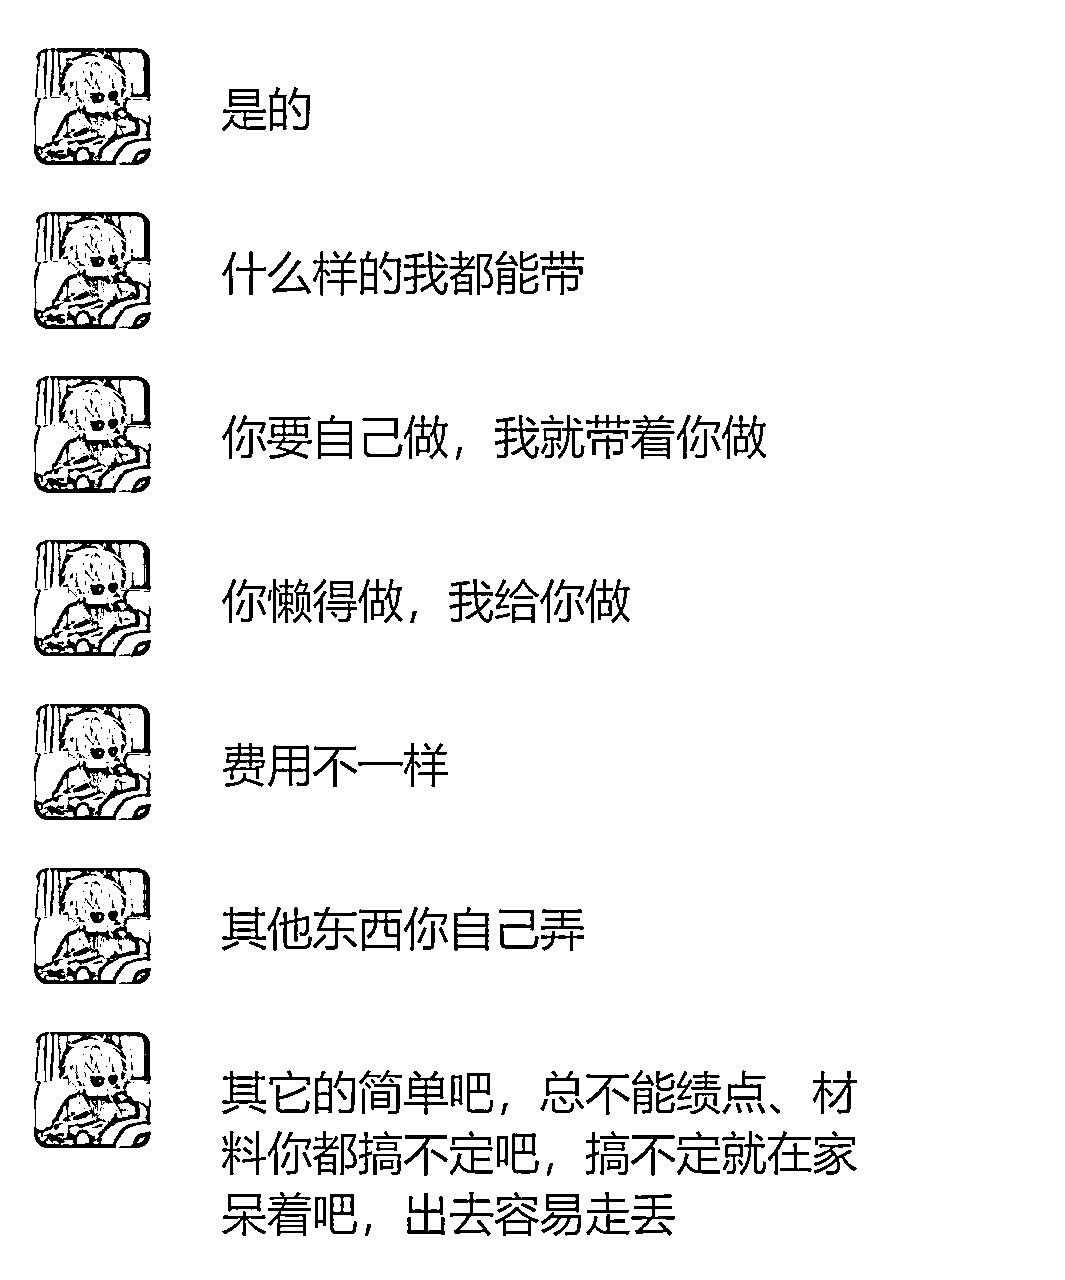 是的
什么样的我都能带
你要自己做，我就带着你做
你懒得做，我给你做
费用不一样
其他东西你自己弄
其它的简单吧，总不能绩点、材
料你都搞不定吧，搞不定就在家
呆着吧，出去容易走丢